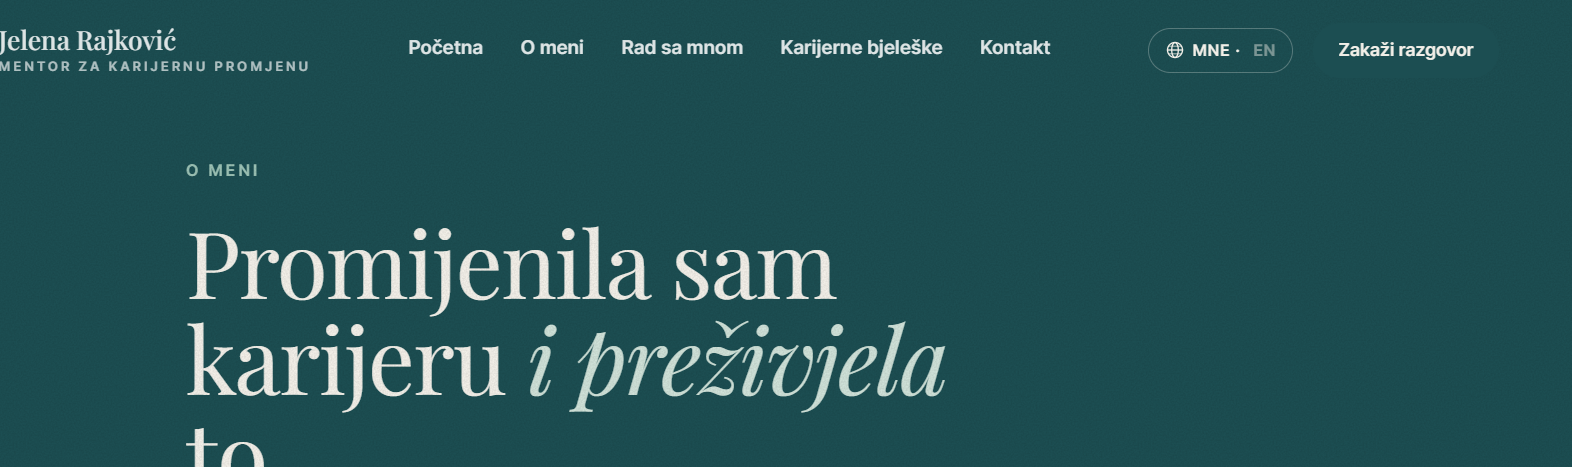 Jelena Rajković
MENTOR ZA KARIJERNU PROMJENU
Početna O meni Rad sa mnom Karijerne bjeleške Kontakt
MNE · EN
Zakaži razgovor
O MENI
Promijenila sam
karijeru i preživjela
to